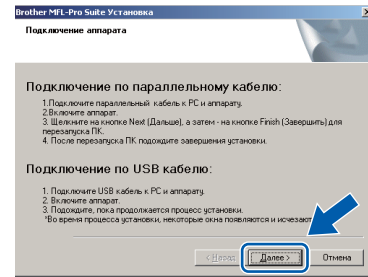 Brother MFL-Pro Suite Установка
Подключение аппарата
Подключение по параллельному кабелю:
1.Подключите параллельный кабель к PC и аппарату.
2.Включите аппарат.
3. Щелкните на кнопке Next (Дальше), а затем - на кнопке Finish (Завершить) для
перезапуска ПК.
4. После перезапуска ПК подождите завершения установки.
Подключение по USB кабелю:
1. Подключите USB кабель к PC и аппарату.
2. Включите аппарат.
3. Подождите, пока продолжается процесс установки.
*Во время процесса установки, некоторые окна появляются и исчезают
< Назад
Далее >
Отмена